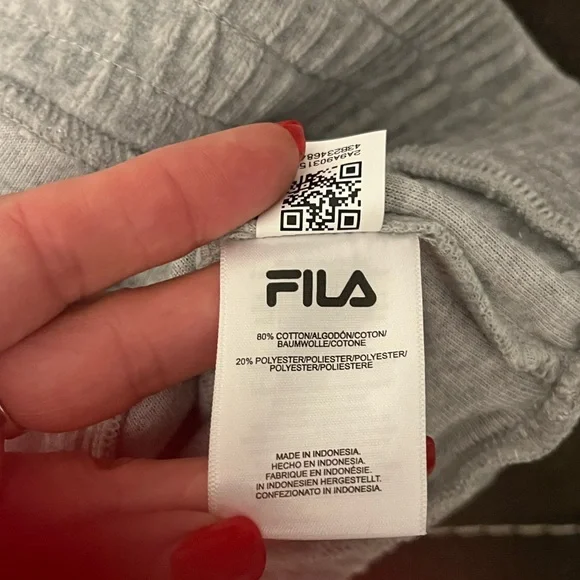 FILA
80% COTTON/ALGODÓN/COTON/
BAUMWOLLE/COTONE
20% POLYESTER/POLIESTER/POLYESTER/
POLYESTER/POLIESTERE
MADE IN INDONESIA.
HECHO EN INDONESIA.
FABRIQUE EN INDONÉSIE.
IN INDONESIEN HERGESTELLT.
CONFEZIONATO IN INDONESIA.